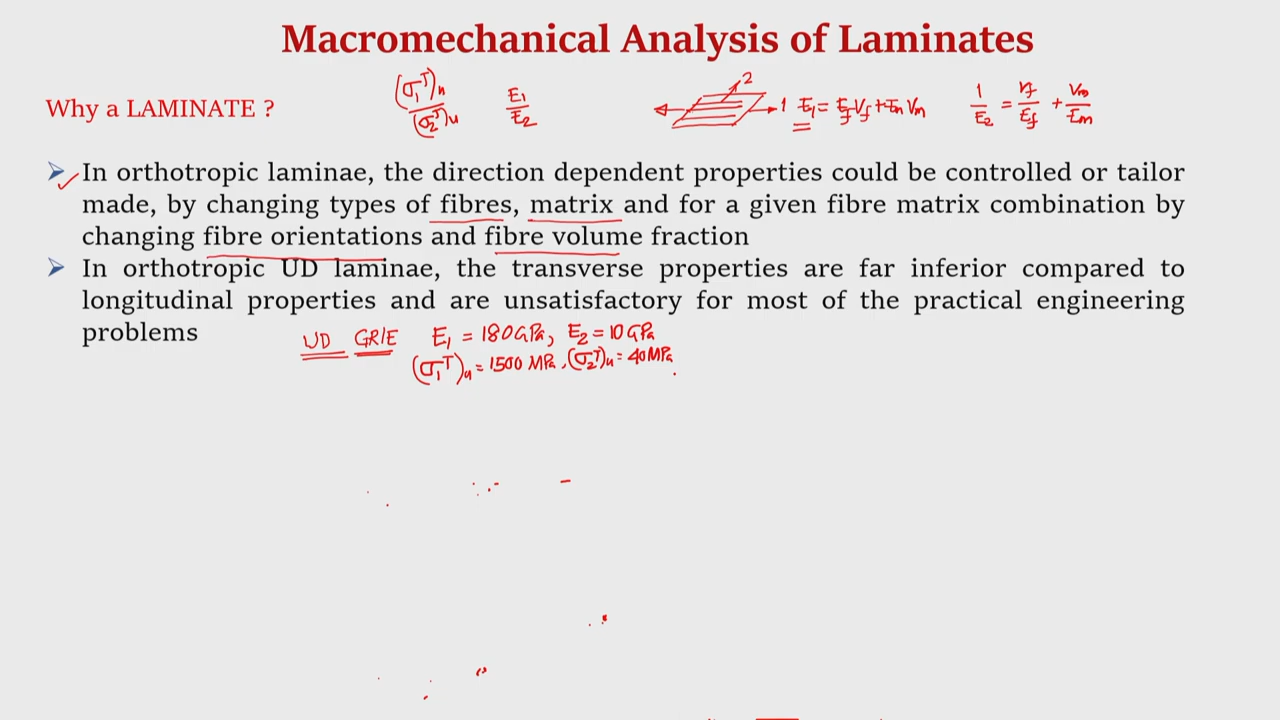 Macromechanical Analysis of Laminates
Why a LAMINATE ?
(σ₁ᵀ)u / (σ₂ᵀ)u
E₁ / E₂
2
1
E₁ = EfVf + EmVm
1/E₂ = Vf/Ef + Vm/Em
In orthotropic laminae, the direction dependent properties could be controlled or tailor
made, by changing types of fibres, matrix and for a given fibre matrix combination by
changing fibre orientations and fibre volume fraction
In orthotropic UD laminae, the transverse properties are far inferior compared to
longitudinal properties and are unsatisfactory for most of the practical engineering
problems
UD GR/E E₁ = 180 GPa, E₂ = 10 GPa
(σ₁ᵀ)u = 1500 MPa, (σ₂ᵀ)u = 40 MPa